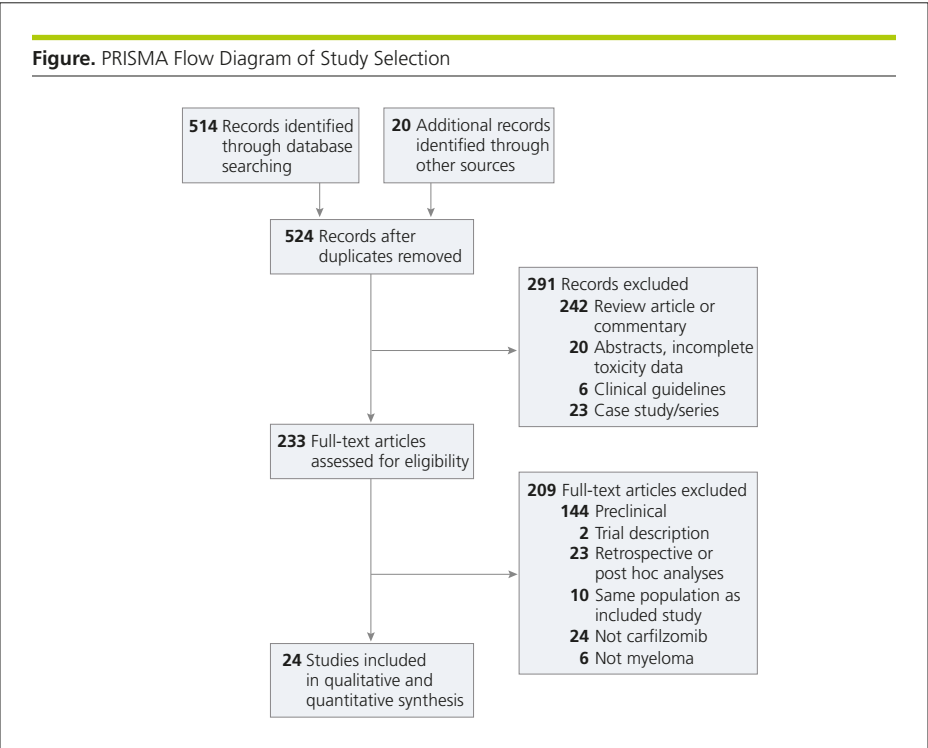 Figure. PRISMA Flow Diagram of Study Selection
514 Records identified
through database
searching
20 Additional records
identified through
other sources
524 Records after
duplicates removed
291 Records excluded
242 Review article or
commentary
20 Abstracts, incomplete
toxicity data
6 Clinical guidelines
23 Case study/series
233 Full-text articles
assessed for eligibility
209 Full-text articles excluded
144 Preclinical
2 Trial description
23 Retrospective or
post hoc analyses
10 Same population as
included study
24 Not carfilzomib
6 Not myeloma
24 Studies included
in qualitative and
quantitative synthesis